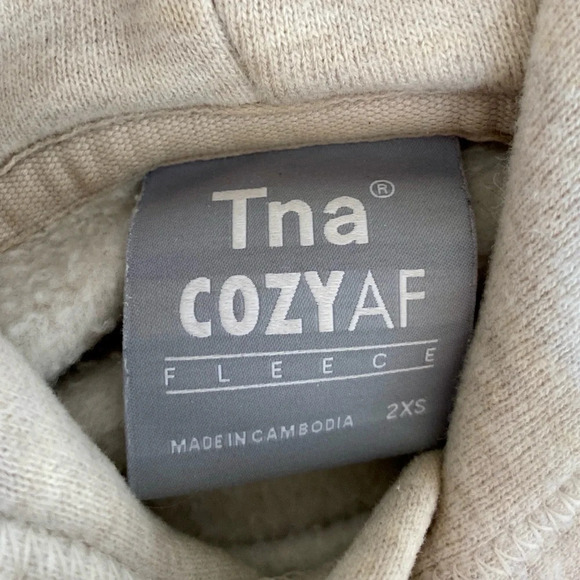 Tna®
COZYAF
FLEECE
MADE IN CAMBODIA 2XS